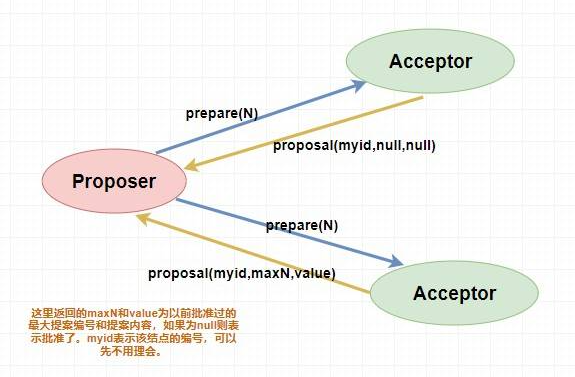 Acceptor
prepare(N)
proposal(myid,null,null)
Proposer
prepare(N)
proposal(myid,maxN,value)
Acceptor
这里返回的maxN和value为以前批准过的
最大提案编号和提案内容，如果为null则表
示批准了。myid表示该结点的编号，可以
先不用理会。